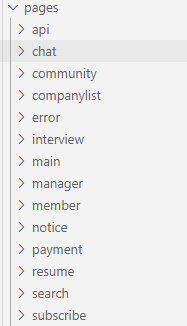 pages
api
chat
community
companylist
error
interview
main
manager
member
notice
payment
resume
search
subscribe